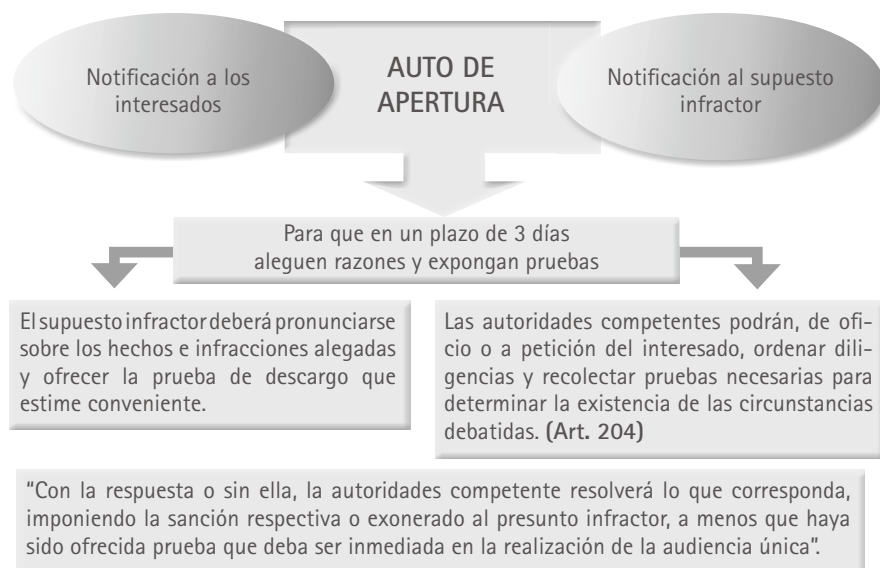 Notificación a los
interesados
AUTO DE
APERTURA
Notificación al supuesto
infractor
Para que en un plazo de 3 días
aleguen razones y expongan pruebas
El supuesto infractor deberá pronunciarse
sobre los hechos e infracciones alegadas
y ofrecer la prueba de descargo que
estime conveniente.
Las autoridades competentes podrán, de ofi-
cio o a petición del interesado, ordenar dili-
gencias y recolectar pruebas necesarias para
determinar la existencia de las circunstancias
debatidas. (Art. 204)
"Con la respuesta o sin ella, la autoridades competente resolverá lo que corresponda,
imponiendo la sanción respectiva o exonerado al presunto infractor, a menos que haya
sido ofrecida prueba que deba ser inmediada en la realización de la audiencia única".